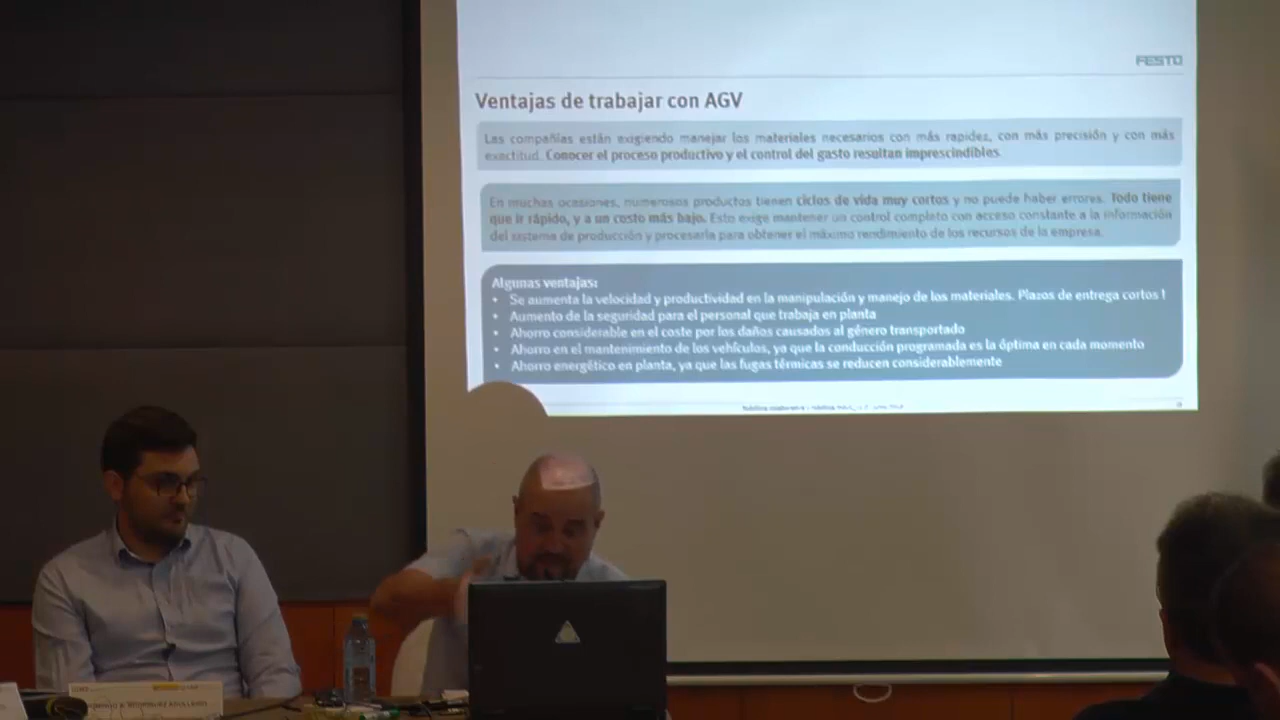 FESTO
Ventajas de trabajar con AGV
Las compañías están exigiendo manejar los materiales necesarios con más rapidez, con más precisión y con más
exactitud. Conocer el proceso productivo y el control del gasto resultan imprescindibles.
En muchas ocasiones, numerosos productos tienen ciclos de vida muy cortos y no puede haber errores. Todo tiene
que ir rápido, y a un costo más bajo. Esto exige mantener un control completo con acceso constante a la información
del sistema de producción y procesarla para obtener el máximo rendimiento de los recursos de la empresa.
Algunas ventajas:
• Se aumenta la velocidad y productividad en la manipulación y manejo de los materiales. Plazos de entrega cortos !
• Aumento de la seguridad para el personal que trabaja en planta
• Ahorro considerable en el coste por los daños causados al género transportado
• Ahorro en el mantenimiento de los vehículos, ya que la conducción programada es la óptima en cada momento
• Ahorro energético en planta, ya que las fugas térmicas se reducen considerablemente